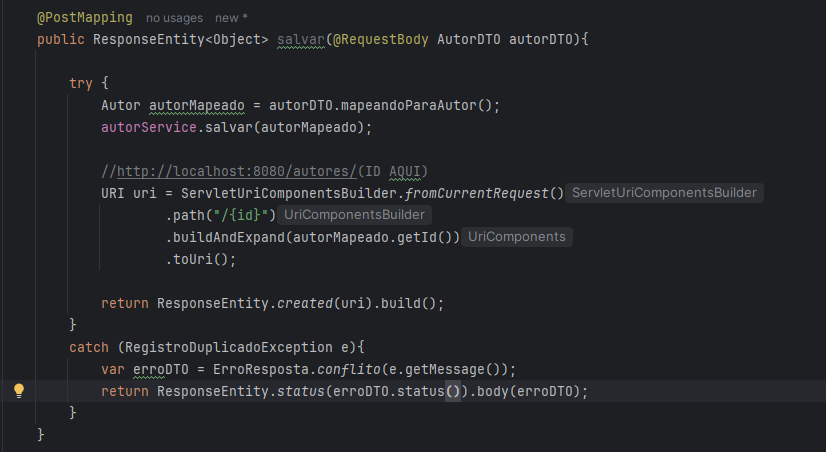 @PostMapping no usages new *
public ResponseEntity<Object> salvar(@RequestBody AutorDTO autorDTO){
try {
Autor autorMapeado = autorDTO.mapeandoParaAutor();
autorService.salvar(autorMapeado);
//http://localhost:8080/autores/(ID AQUI)
URI uri = ServletUriComponentsBuilder.fromCurrentRequest() ServletUriComponentsBuilder
.path("/{id}") UriComponentsBuilder
.buildAndExpand(autorMapeado.getId()) UriComponents
.toUri();
return ResponseEntity.created(uri).build();
}
catch (RegistroDuplicadoException e){
var erroDTO = ErroResposta.conflito(e.getMessage());
return ResponseEntity.status(erroDTO.status()).body(erroDTO);
}
}